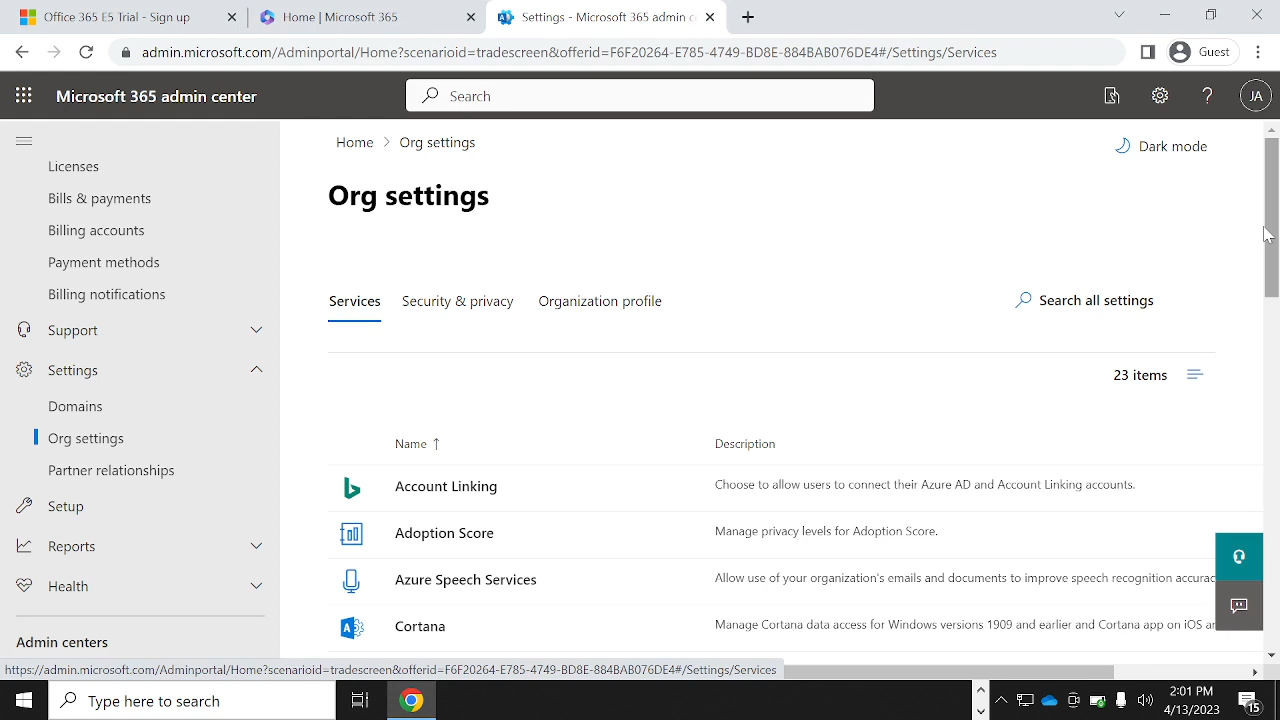 Office 365 E5 Trial - Sign up
Home | Microsoft 365
Settings - Microsoft 365 admin c
admin.microsoft.com/Adminportal/Home?scenarioid=tradescreen&offerid=F6F20264-E785-4749-BD8E-884BAB076DE4#/Settings/Services
Guest
Microsoft 365 admin center
Search
?
JA
Licenses
Bills & payments
Billing accounts
Payment methods
Billing notifications
Support
Settings
Domains
Org settings
Partner relationships
Setup
Reports
Health
Admin centers
Home > Org settings
Dark mode
Org settings
Services
Security & privacy
Organization profile
Search all settings
23 items
Name ↑
Description
Account Linking
Choose to allow users to connect their Azure AD and Account Linking accounts.
Adoption Score
Manage privacy levels for Adoption Score.
Azure Speech Services
Allow use of your organization's emails and documents to improve speech recognition accurac
Cortana
Manage Cortana data access for Windows versions 1909 and earlier and Cortana app on iOS ar
https://admin.microsoft.com/Adminportal/Home?scenarioid=tradescreen&offerid=F6F20264-E785-4749-BD8E-884BAB076DE4#/Settings/Services
Type here to search
2:01 PM
4/13/2023
15